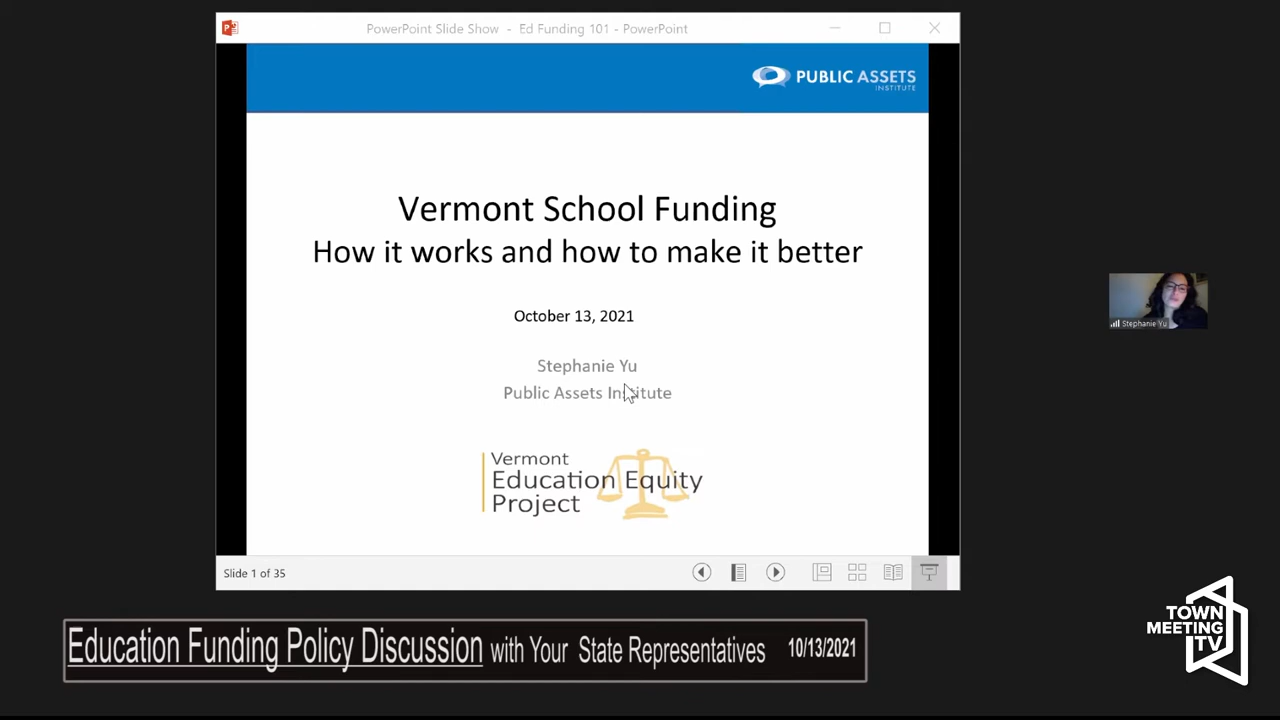 PowerPoint Slide Show - Ed Funding 101 - PowerPoint
PUBLIC ASSETS
INSTITUTE
Vermont School Funding
How it works and how to make it better
October 13, 2021
Stephanie Yu
Public Assets Institute
Vermont
Education Equity
Project
Slide 1 of 35
Stephanie Yu
Education Funding Policy Discussion with Your State Representatives 10/13/2021
TOWN
MEETING
TV